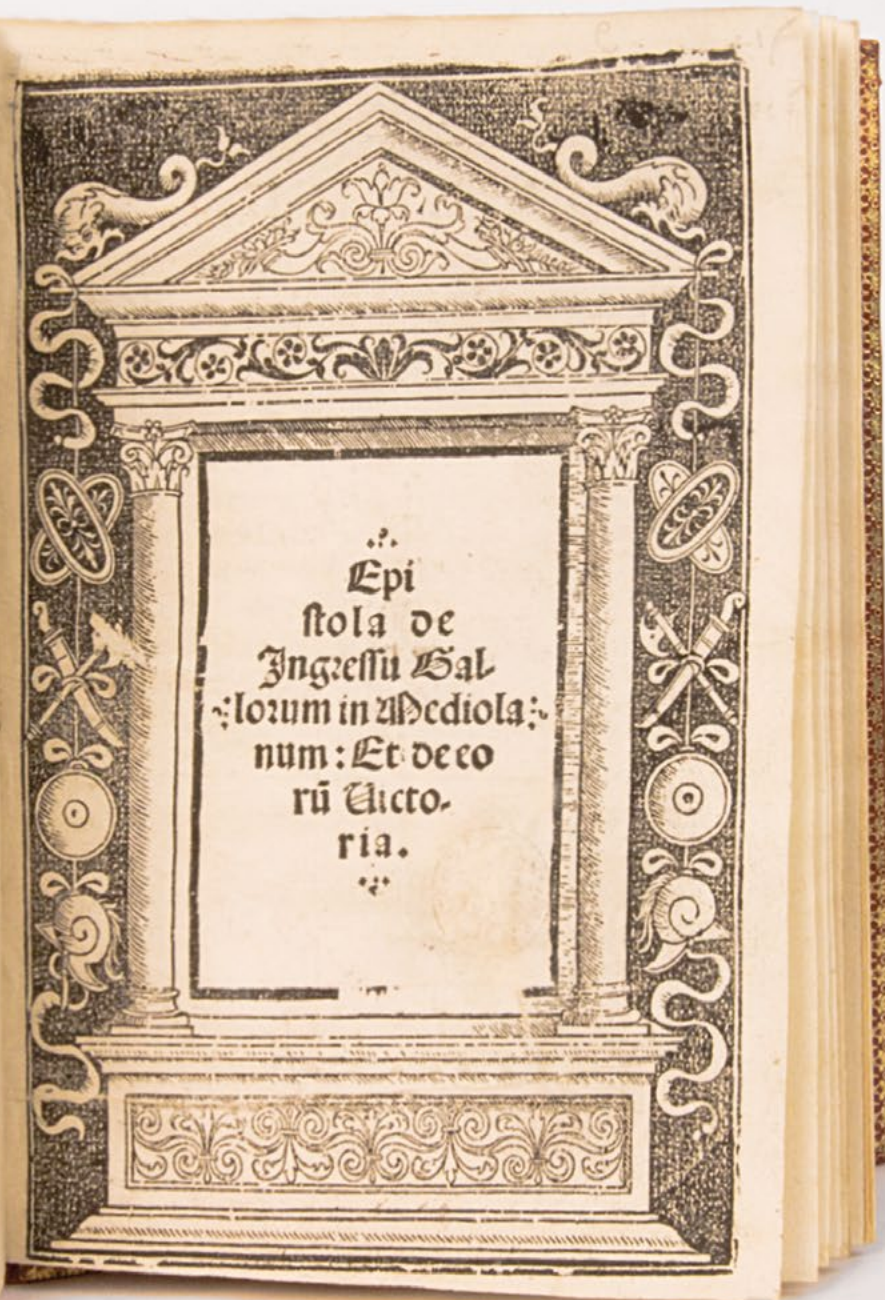 Epi
ſtola de
Ingreſſu Gal-
lorum in Mediola
num: Et de eo
rū Victo-
ria.